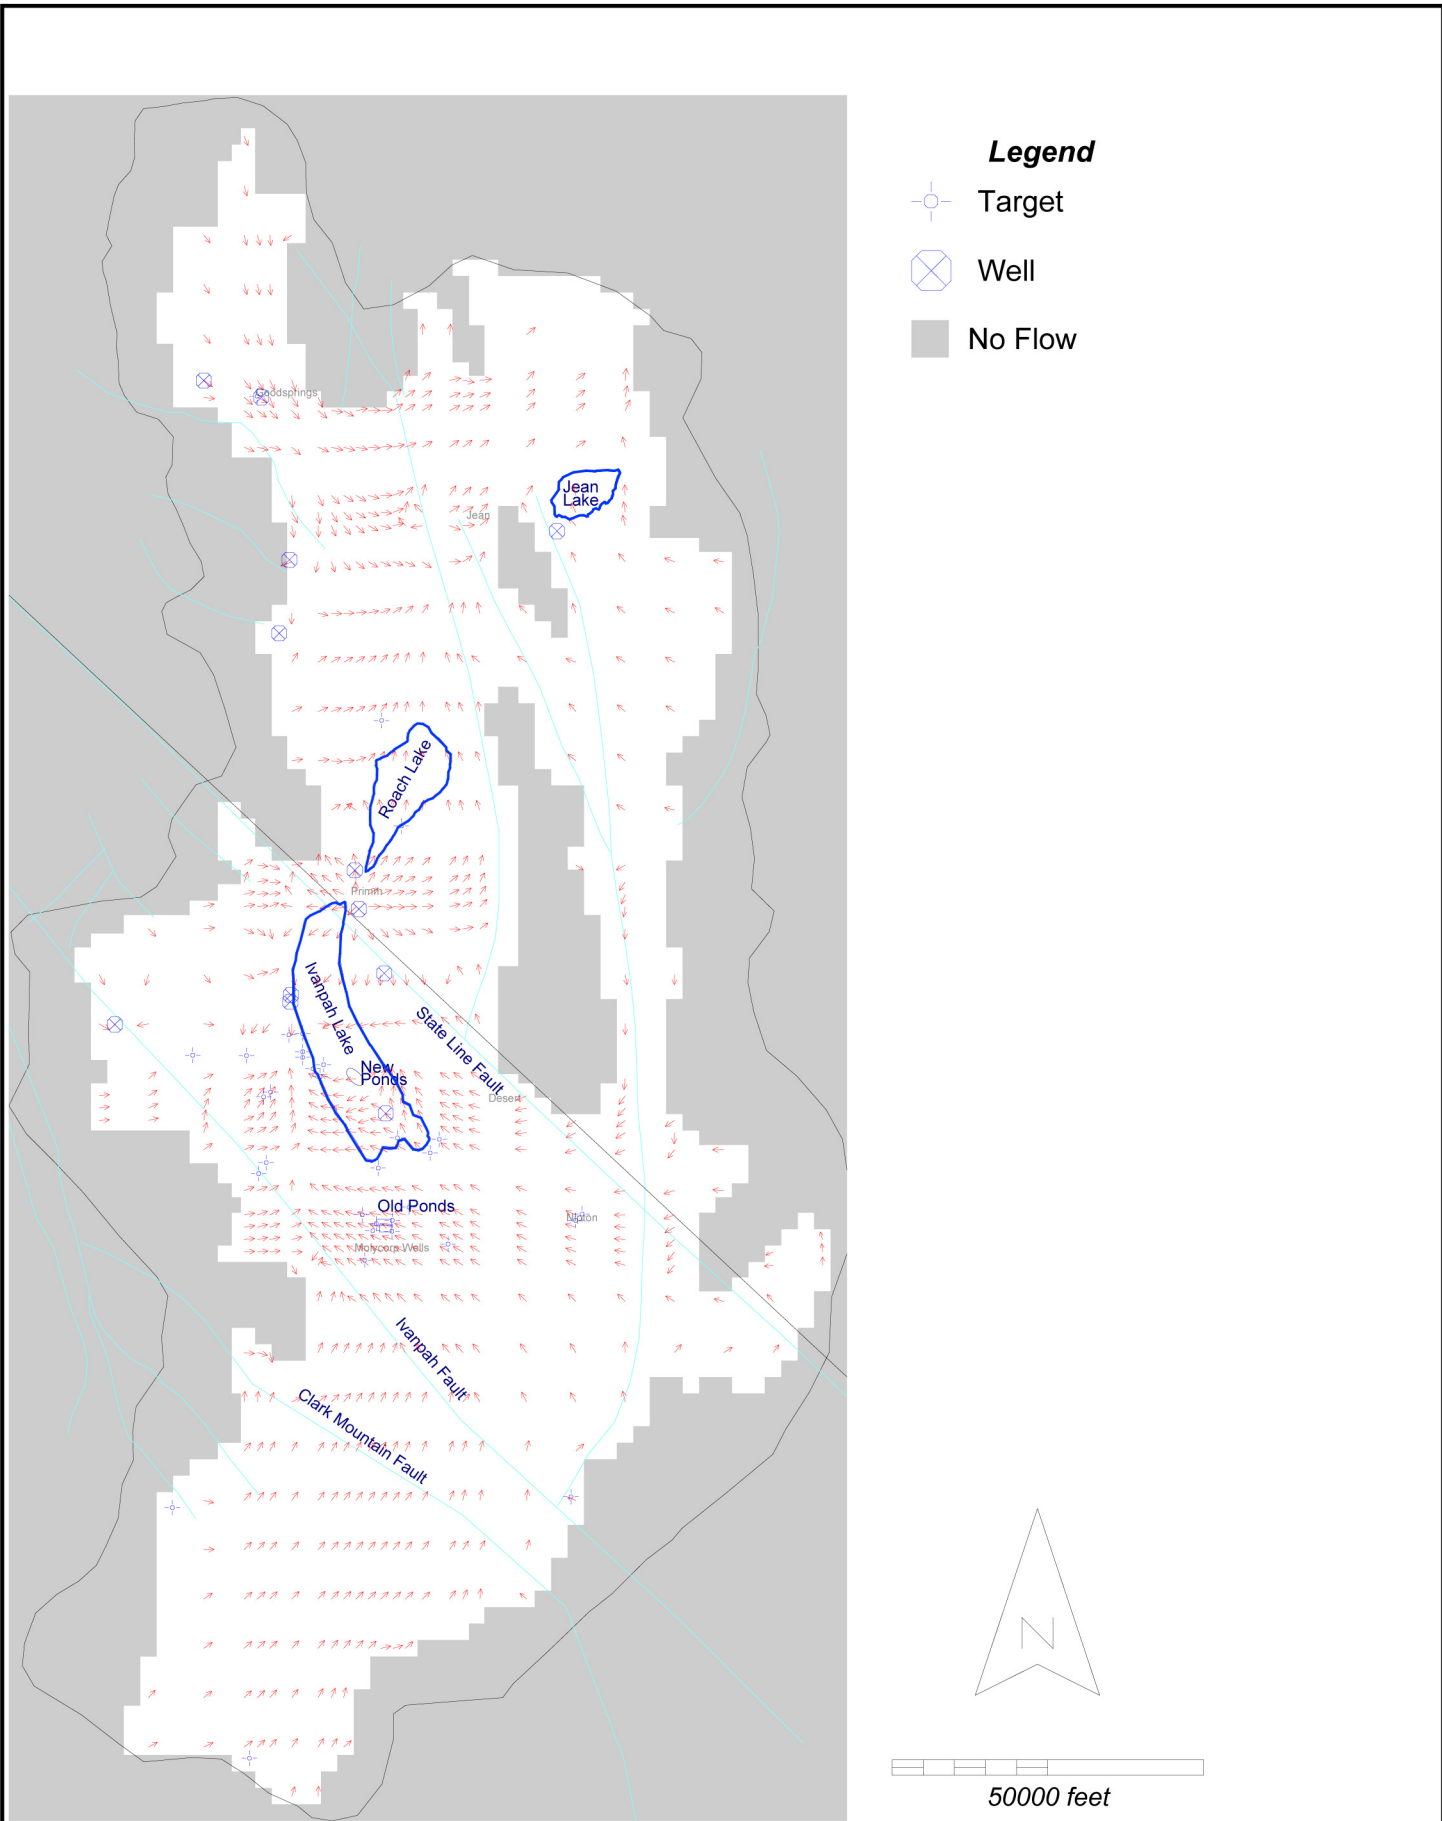 Legend
Target
Well
No Flow
Goodsprings
Jean
Lake
Jean
Roach Lake
Primm
Ivanpah Lake
State Line Fault
New
Ponds
Desert
Old Ponds
Nipton
Molycorp Wells
Ivanpah Fault
Clark Mountain Fault
N
50000 feet